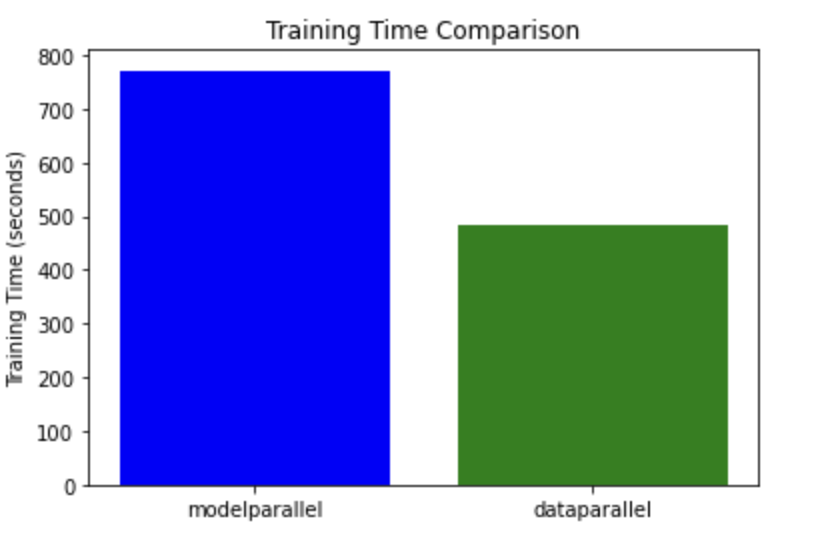 Training Time Comparison
Training Time (seconds)
800
700
600
500
400
300
200
100
0
modelparallel
dataparallel